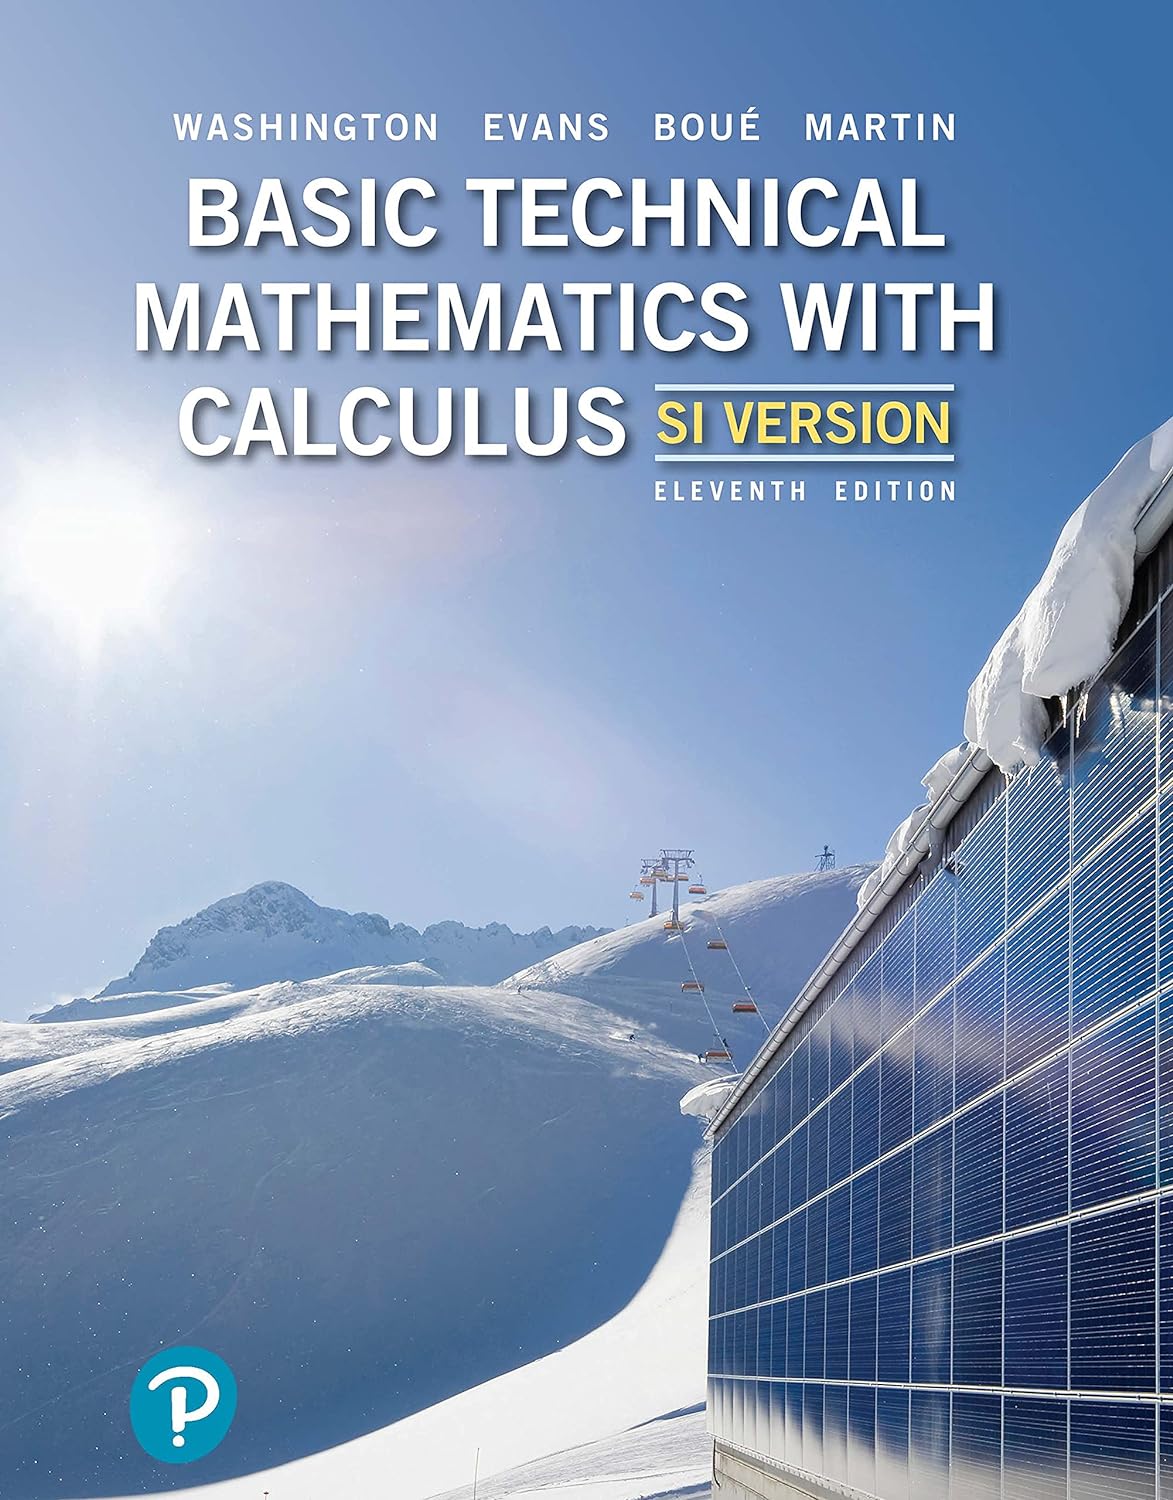 WASHINGTON EVANS BOUÉ MARTIN
BASIC TECHNICAL
MATHEMATICS WITH
CALCULUS SI VERSION
ELEVENTH EDITION